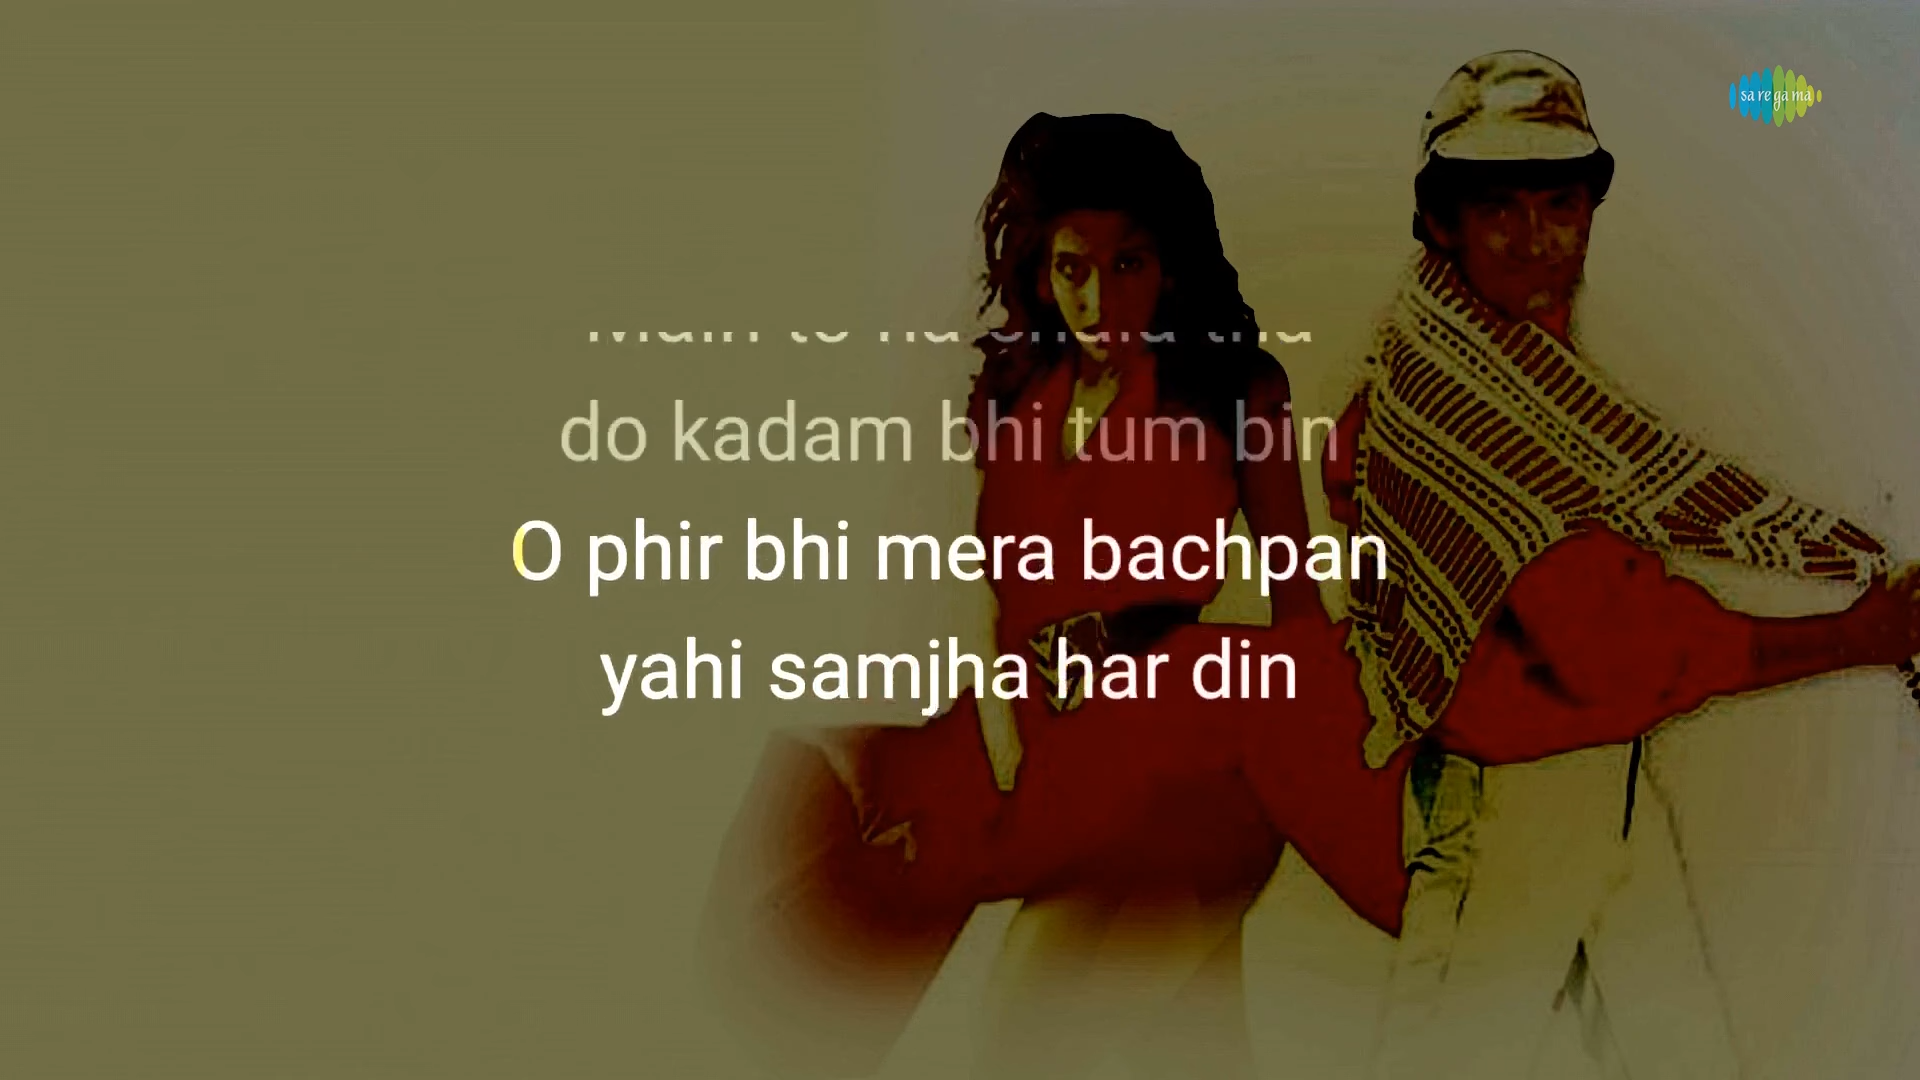 sa re ga ma
do kadam bhi tum bin
O phir bhi mera bachpan
yahi samjha har din